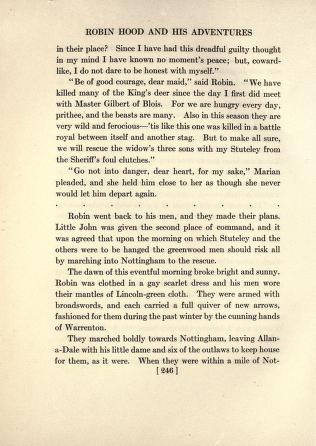 ROBIN HOOD AND HIS ADVENTURES
in their place? Since I have had this dreadful guilty thought
in my mind I have known no moment's peace; but, coward-
like, I do not dare to be honest with myself."
"Be of good courage, dear maid," said Robin. "We have
killed many of the King's deer since the day I first did meet
with Master Gilbert of Blois. For we are hungry every day,
prithee, and the beasts are many. Also in this season they are
very wild and ferocious—'tis like this one was killed in a battle
royal between itself and another stag. But to make all sure,
we will rescue the widow's three sons with my Stuteley from
the Sheriff's foul clutches."
"Go not into danger, dear heart, for my sake," Marian
pleaded, and she held him close to her as though she never
would let him depart again.
. . . . . . .
Robin went back to his men, and they made their plans.
Little John was given the second place of command, and it
was agreed that upon the morning on which Stuteley and the
others were to be hanged the greenwood men should risk all
by marching into Nottingham to the rescue.
The dawn of this eventful morning broke bright and sunny.
Robin was clothed in a gay scarlet dress and his men wore
their mantles of Lincoln-green cloth. They were armed with
broadswords, and each carried a full quiver of new arrows,
fashioned for them during the past winter by the cunning hands
of Warrenton.
They marched boldly towards Nottingham, leaving Allan-
a-Dale with his little dame and six of the outlaws to keep house
for them, as it were. When they were within a mile of Not-
[ 246 ]